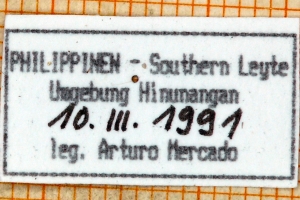 PHILIPPINEN - Southern Leyte
Umgebung Hinunangan
10. III. 1991
leg. Arturo Mercado